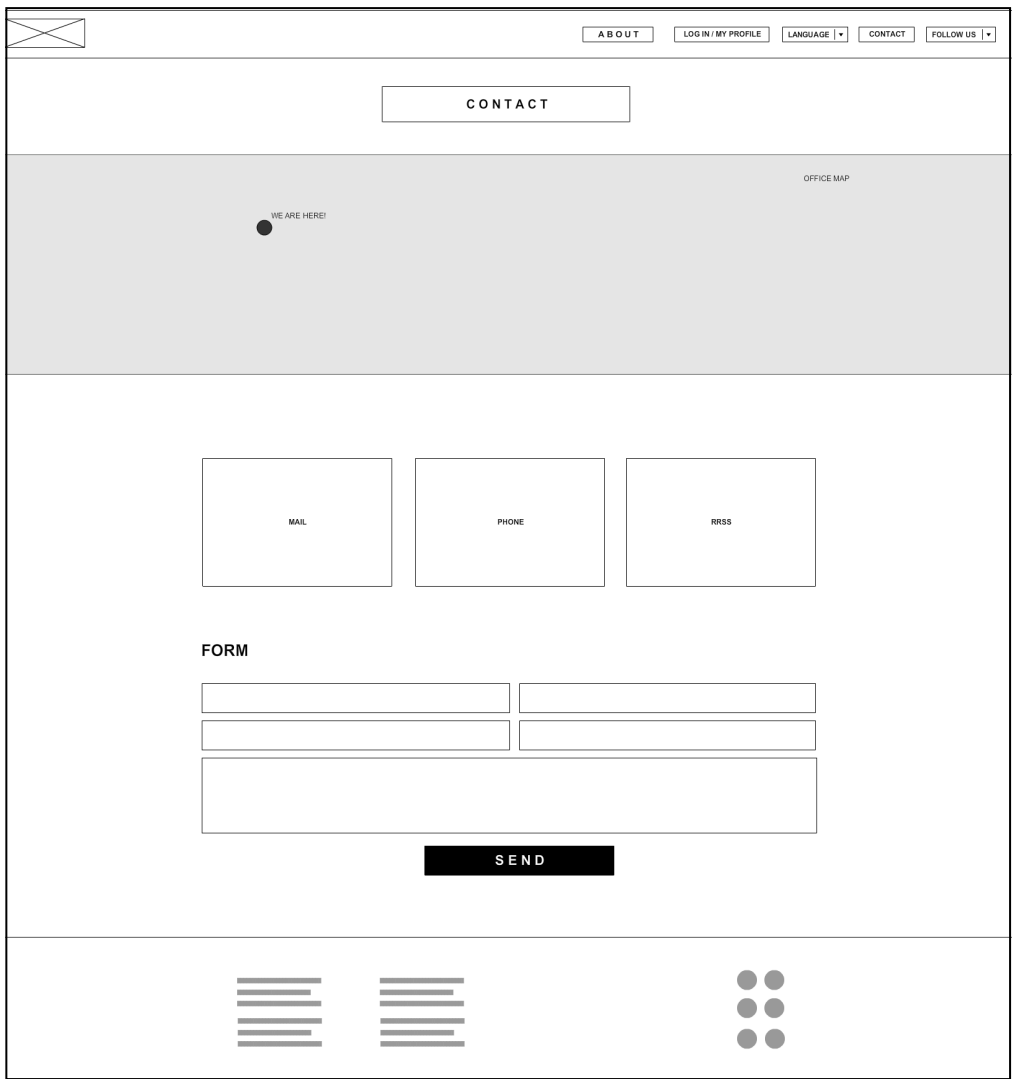 ABOUT
LOG IN / MY PROFILE
LANGUAGE
CONTACT
FOLLOW US
CONTACT
OFFICE MAP
WE ARE HERE!
MAIL
PHONE
RRSS
FORM
SEND